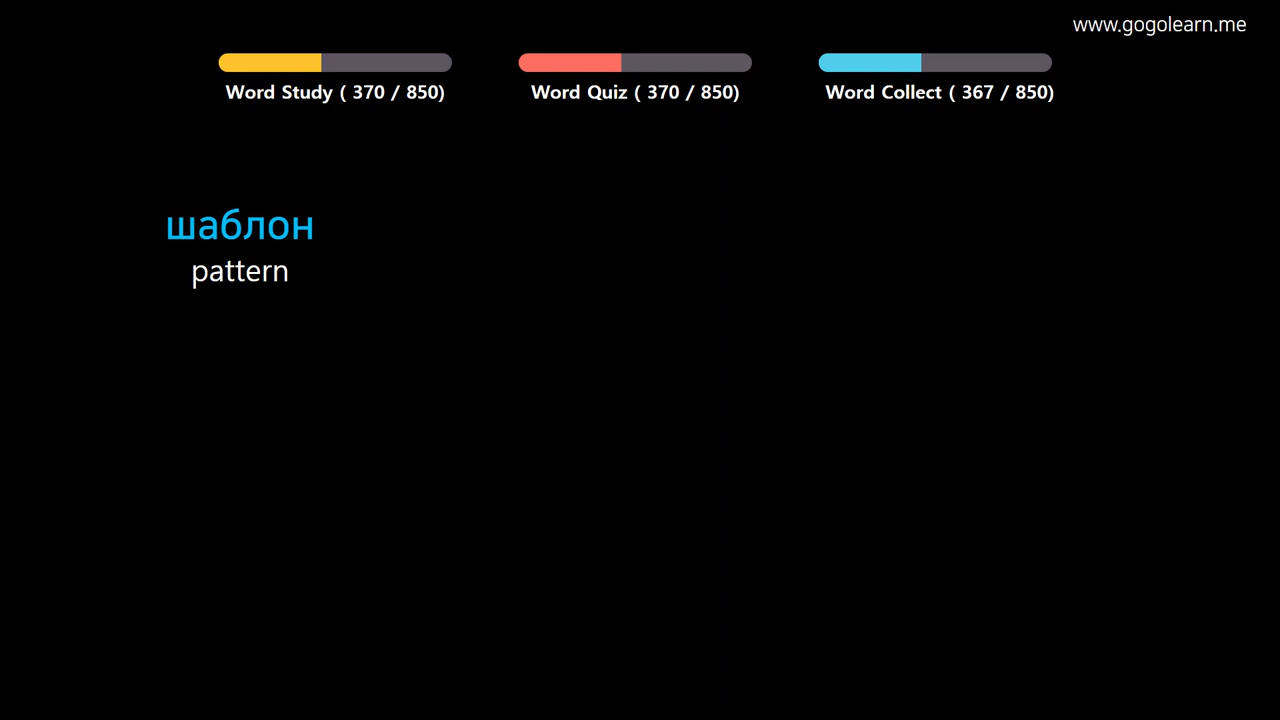 www.gogolearn.me
Word Study ( 370 / 850)
Word Quiz ( 370 / 850)
Word Collect ( 367 / 850)
шаблон
pattern